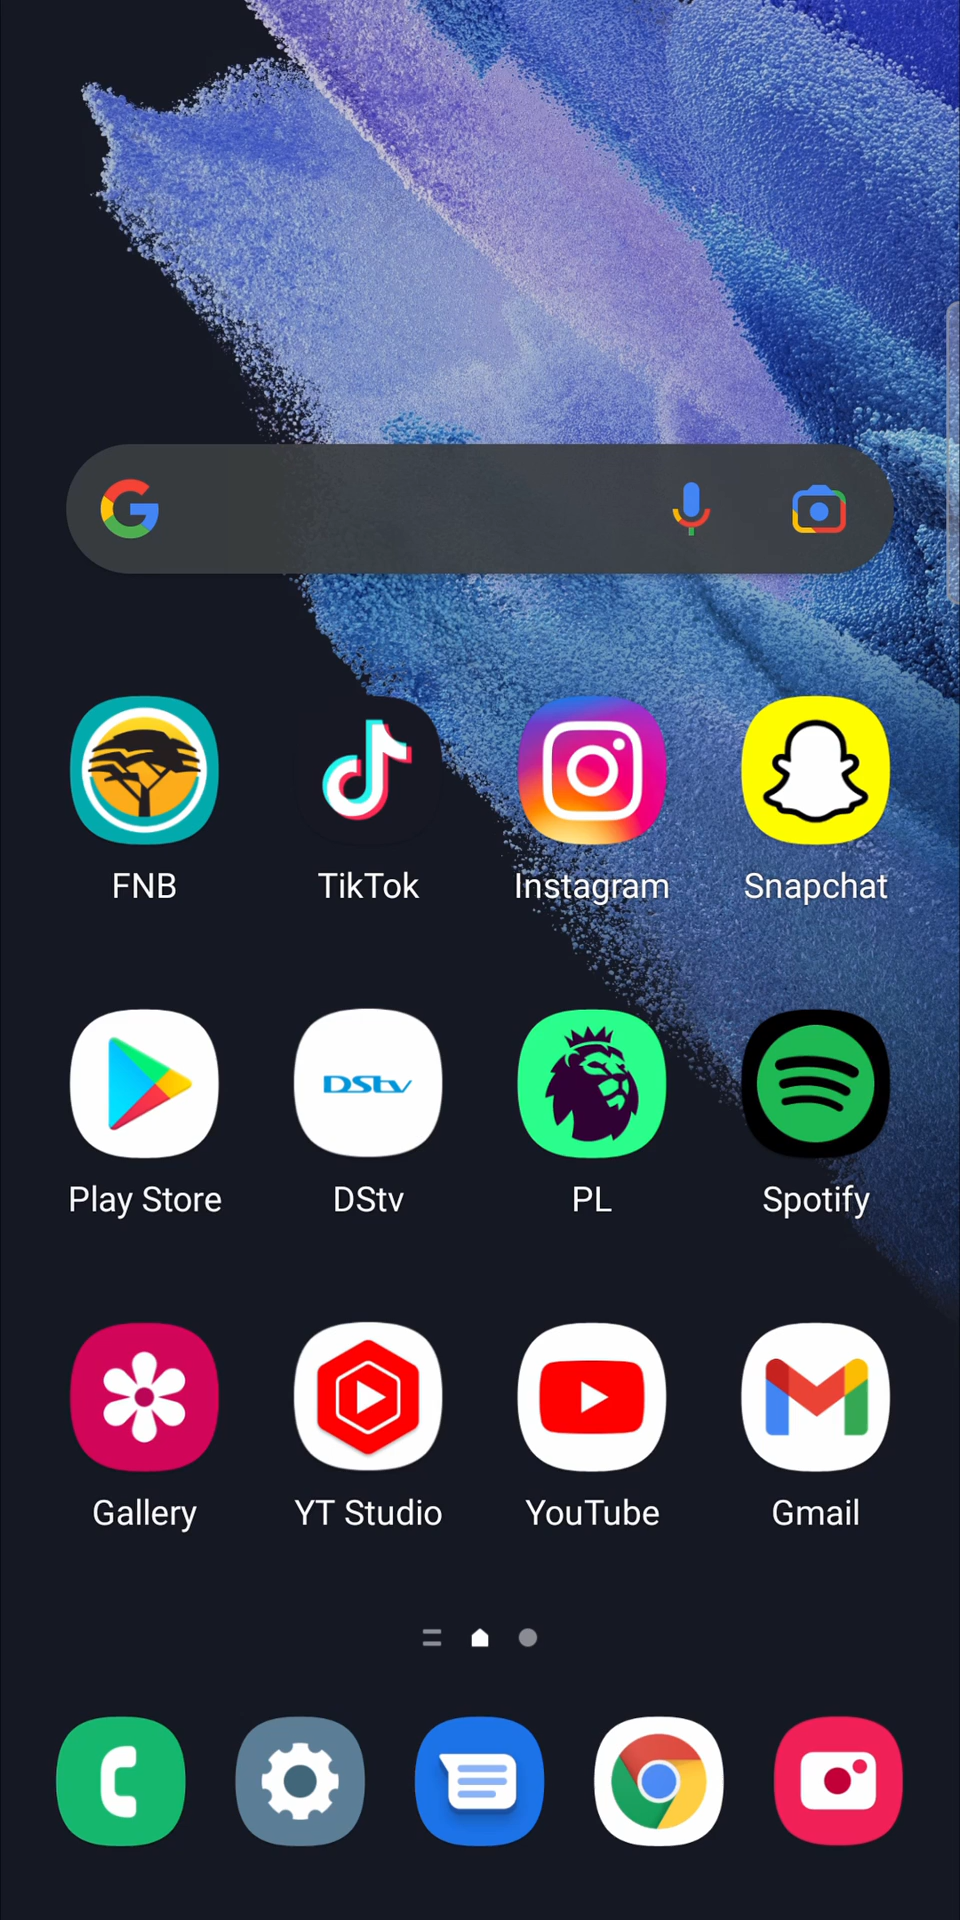 FNB TikTok Instagram Snapchat
DStv
Play Store DStv PL Spotify
Gallery YT Studio YouTube Gmail